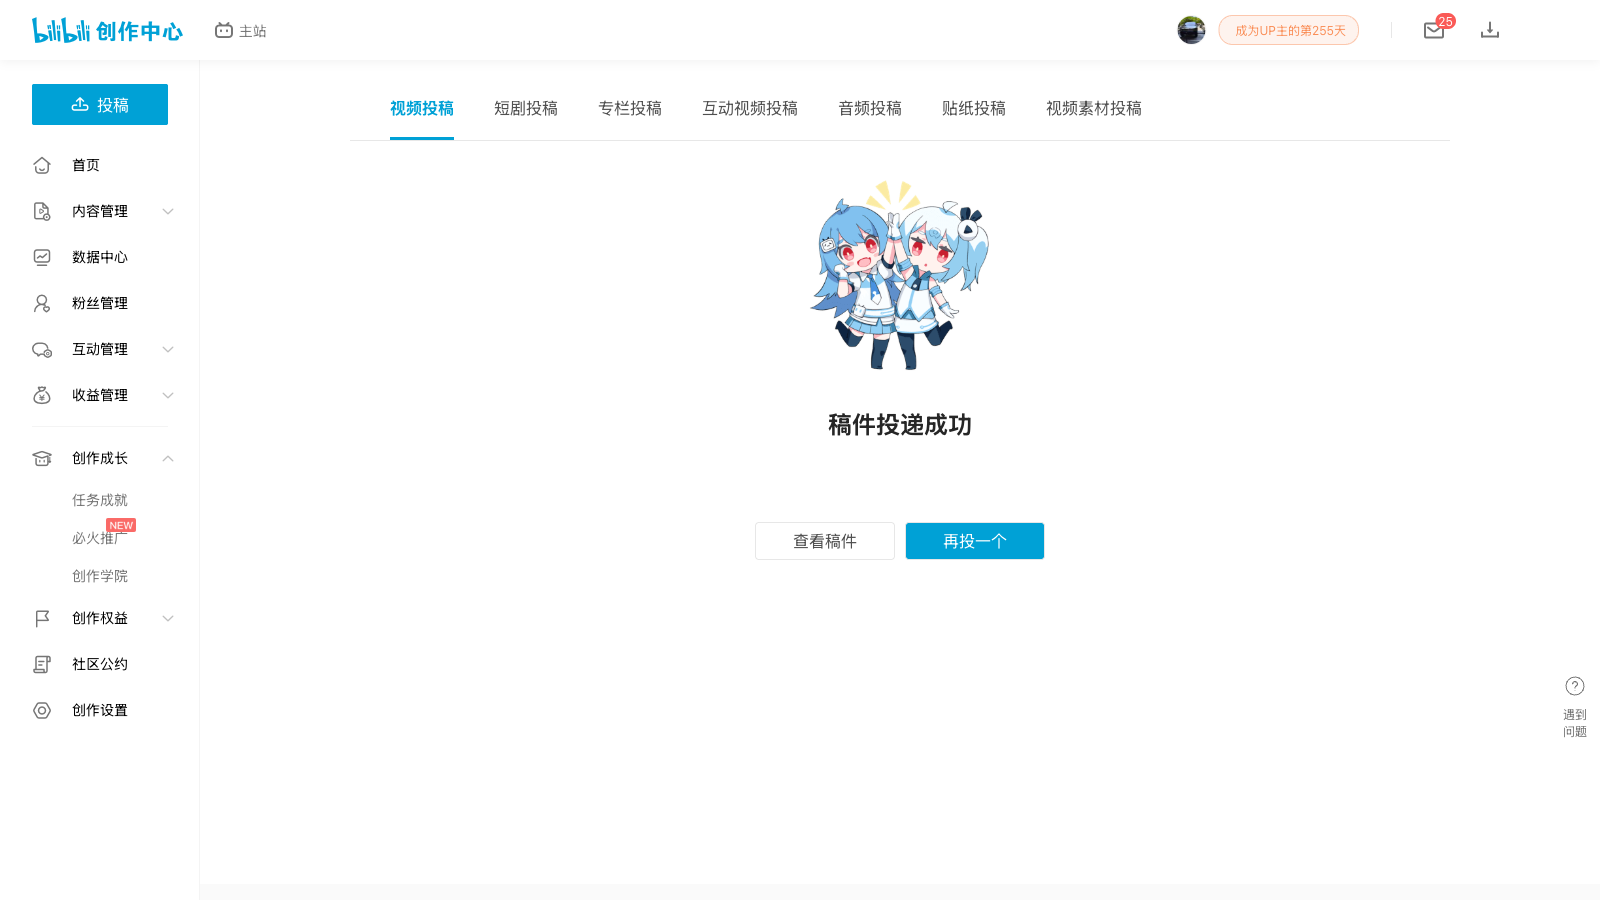 bilibili 创作中心
主站
成为UP主的第255天
25
投稿
首页
内容管理
数据中心
粉丝管理
互动管理
收益管理
创作成长
任务成就
必火推广
NEW
创作学院
创作权益
社区公约
创作设置
视频投稿 短剧投稿 专栏投稿 互动视频投稿 音频投稿 贴纸投稿 视频素材投稿
稿件投递成功
查看稿件
再投一个
遇到
问题